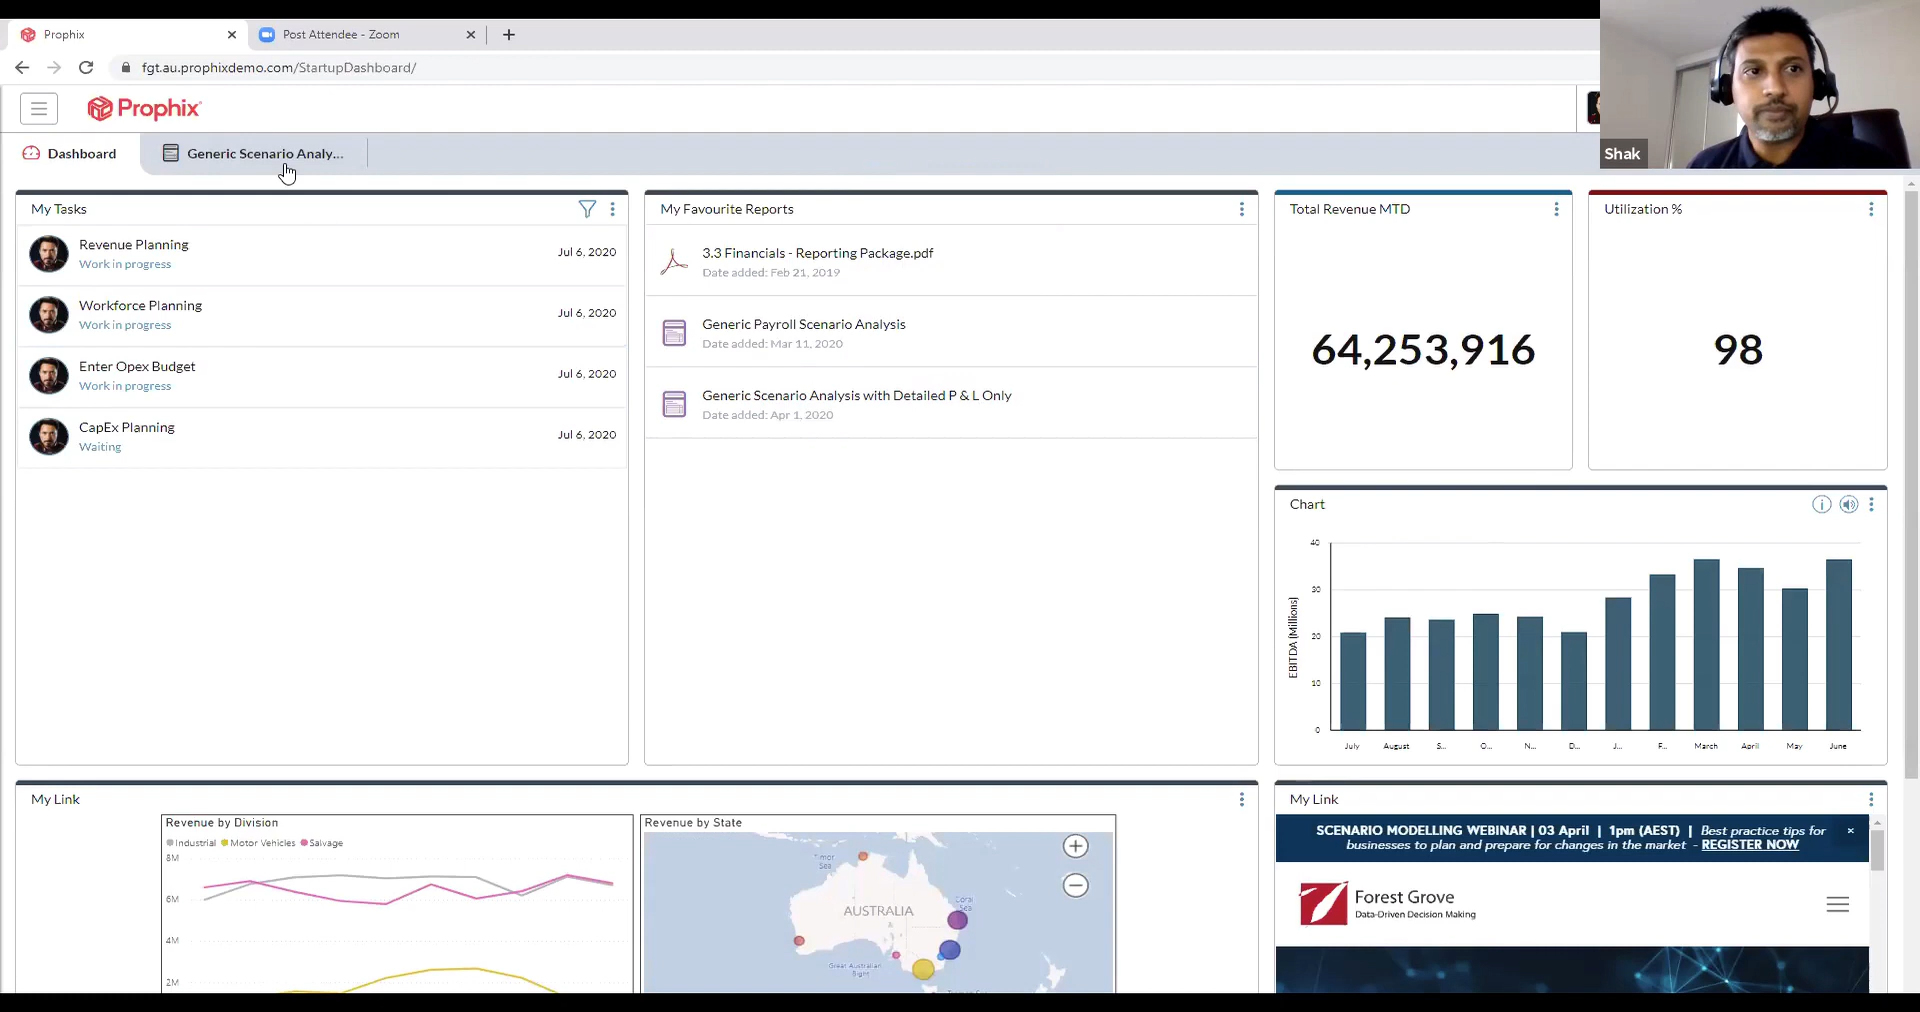 Prophix
Post Attendee - Zoom
fgt.au.prophixdemo.com/StartupDashboard/
Prophix
Shak
Dashboard
Generic Scenario Analy...
My Tasks
Revenue Planning
Work in progress
Jul 6, 2020
Workforce Planning
Work in progress
Jul 6, 2020
Enter Opex Budget
Work in progress
Jul 6, 2020
CapEx Planning
Waiting
Jul 6, 2020
My Favourite Reports
3.3 Financials - Reporting Package.pdf
Date added: Feb 21, 2019
Generic Payroll Scenario Analysis
Date added: Mar 11, 2020
Generic Scenario Analysis with Detailed P & L Only
Date added: Apr 1, 2020
Total Revenue MTD
64,253,916
Utilization %
98
Chart
EBITDA (Millions)
40
30
20
10
0
July August S... O... N... D... J... F... March April May June
My Link
Revenue by Division
Industrial Motor Vehicles Salvage
8M
6M
4M
2M
Revenue by State
Timor
Sea
Coral
Sea
AUSTRALIA
Great Australian
Bight
My Link
SCENARIO MODELLING WEBINAR | 03 April | 1pm (AEST) | Best practice tips for
businesses to plan and prepare for changes in the market - REGISTER NOW
Forest Grove
Data-Driven Decision Making